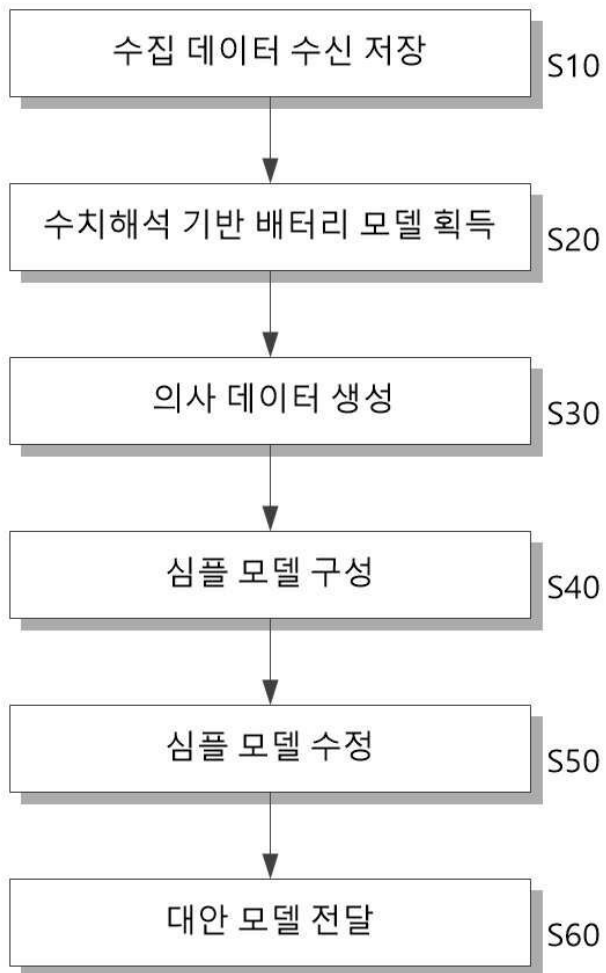 수집 데이터 수신 저장
S10
수치해석 기반 배터리 모델 획득
S20
의사 데이터 생성
S30
심플 모델 구성
S40
심플 모델 수정
S50
대안 모델 전달
S60